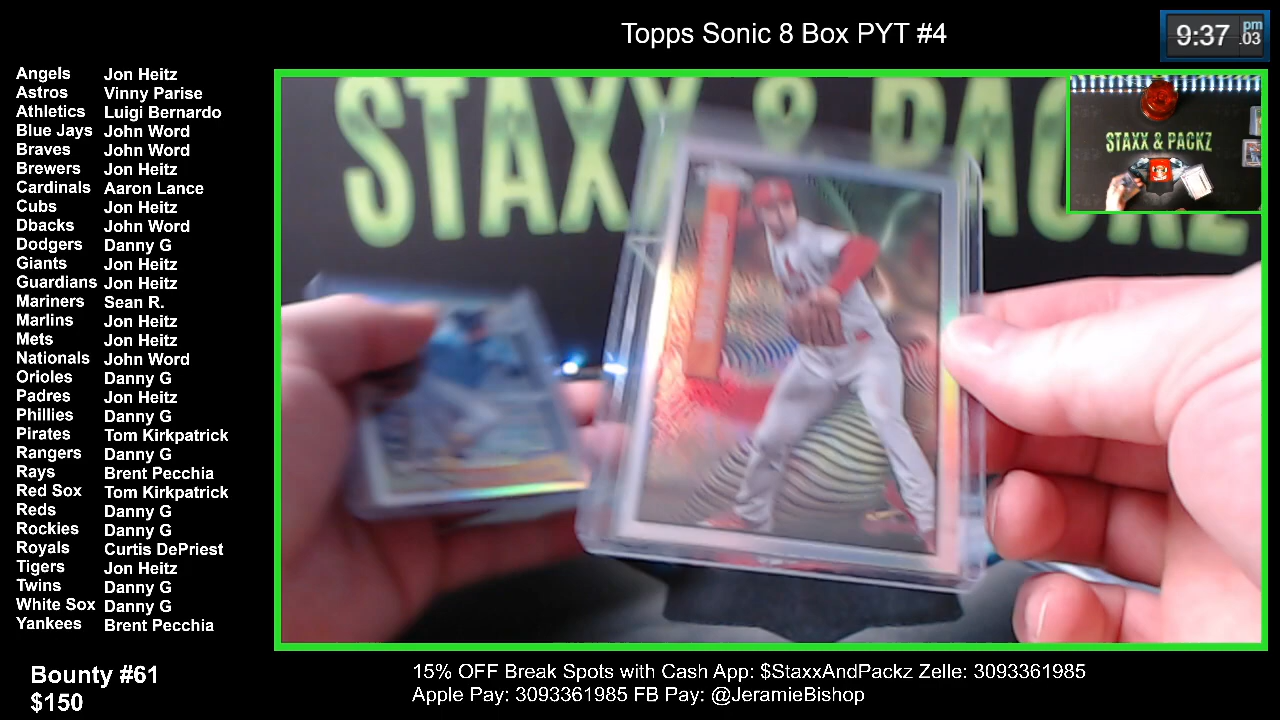 Topps Sonic 8 Box PYT #4
9:37 pm .03
Angels Jon Heitz
Astros Vinny Parise
Athletics Luigi Bernardo
Blue Jays John Word
Braves John Word
Brewers Jon Heitz
Cardinals Aaron Lance
Cubs Jon Heitz
Dbacks John Word
Dodgers Danny G
Giants Jon Heitz
Guardians Jon Heitz
Mariners Sean R.
Marlins Jon Heitz
Mets Jon Heitz
Nationals John Word
Orioles Danny G
Padres Jon Heitz
Phillies Danny G
Pirates Tom Kirkpatrick
Rangers Danny G
Rays Brent Pecchia
Red Sox Tom Kirkpatrick
Reds Danny G
Rockies Danny G
Royals Curtis DePriest
Tigers Jon Heitz
Twins Danny G
White Sox Danny G
Yankees Brent Pecchia
STAXX & PACKZ
STAXX & PACKZ
Bounty #61
$150
15% OFF Break Spots with Cash App: $StaxxAndPackz Zelle: 3093361985
Apple Pay: 3093361985 FB Pay: @JeramieBishop